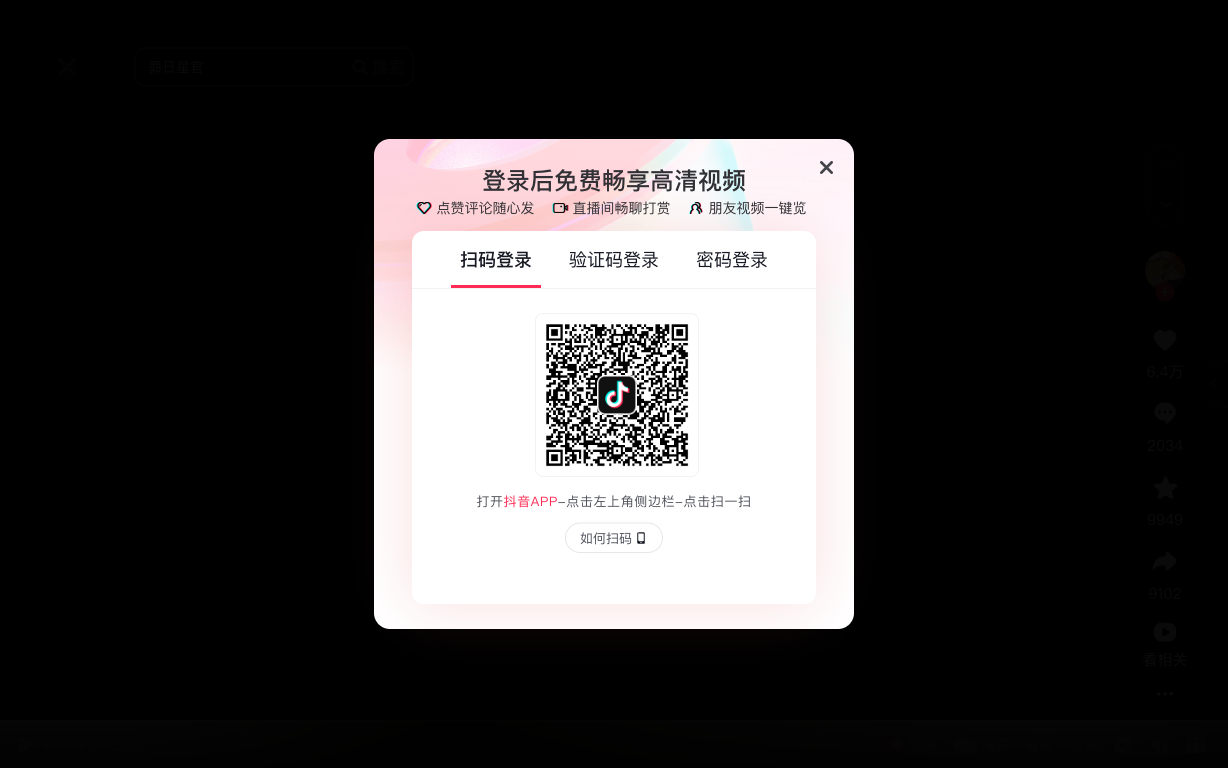 登录后免费畅享高清视频
点赞评论随心发 直播间畅聊打赏 朋友视频一键览
扫码登录 验证码登录 密码登录
打开抖音APP–点击左上角侧边栏–点击扫一扫
如何扫码
6.4万
2034
9949
9102
看相关